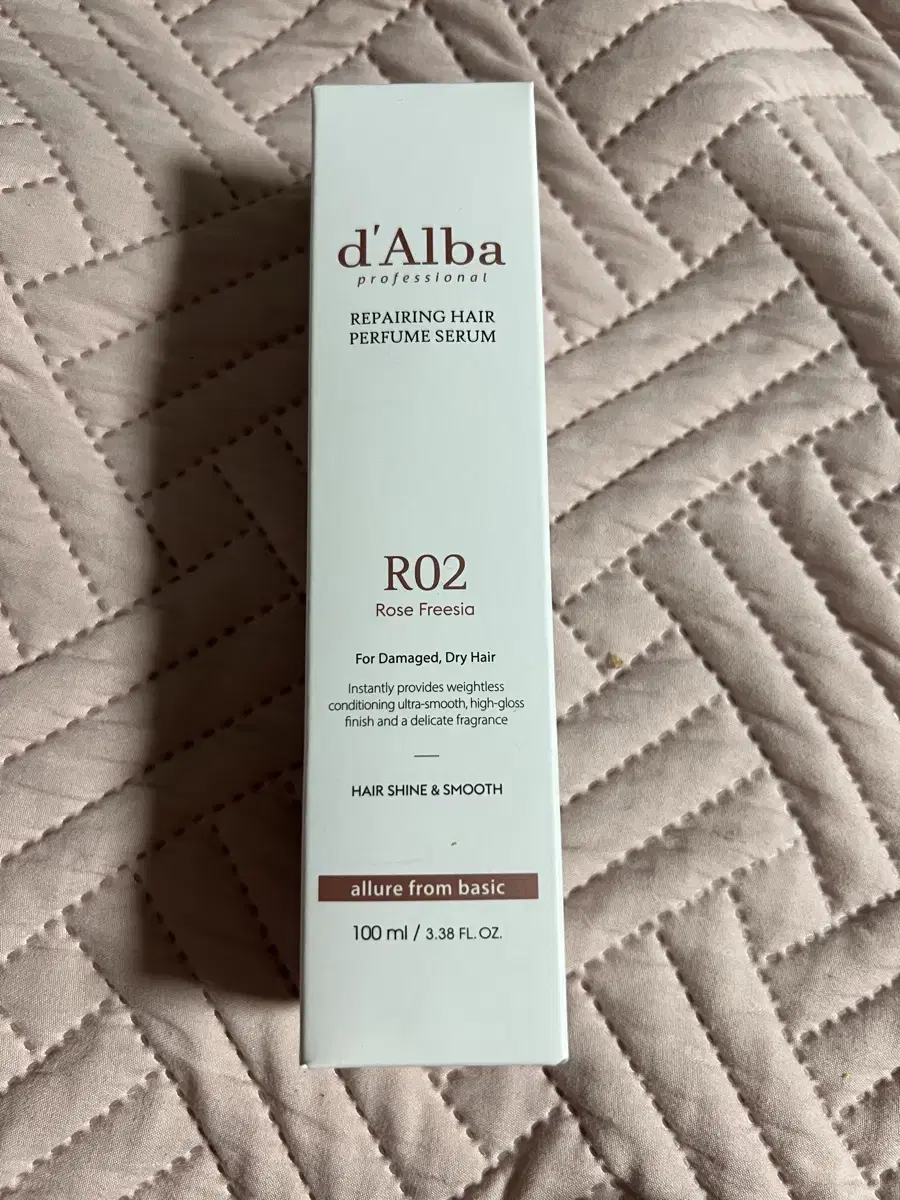 d'Alba
professional
REPAIRING HAIR
PERFUME SERUM
R02
Rose Freesia
For Damaged, Dry Hair
Instantly provides weightless
conditioning ultra-smooth, high-gloss
finish and a delicate fragrance
HAIR SHINE & SMOOTH
allure from basic
100 ml / 3.38 FL. OZ.